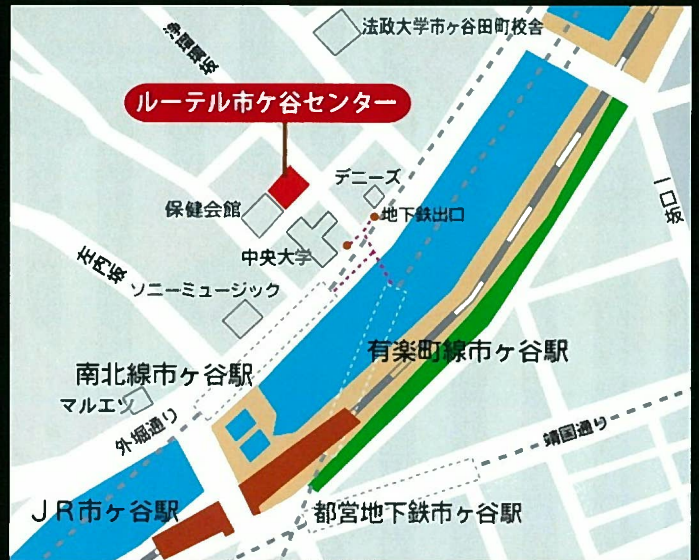 法政大学市ヶ谷田町校舎
浄瑠璃坂
ルーテル市ケ谷センター
デニーズ
保健会館
地下鉄出口
一口坂
中央大学
左内坂
ソニーミュージック
有楽町線市ヶ谷駅
南北線市ヶ谷駅
マルエツ
外堀通り
靖国通り
JR市ヶ谷駅
都営地下鉄市ヶ谷駅